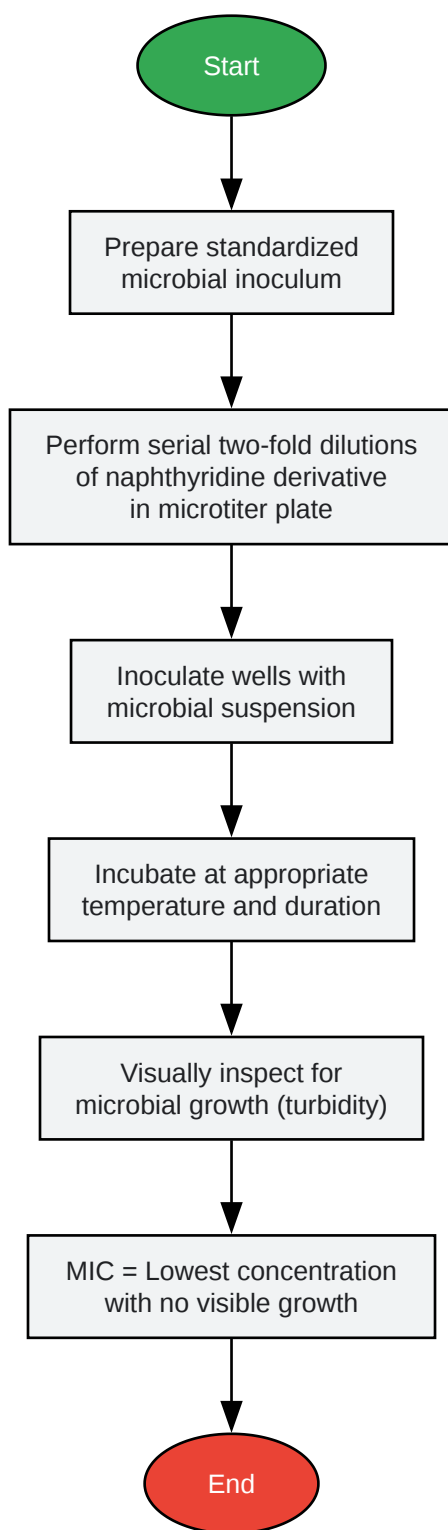 Start
Prepare standardized
microbial inoculum
Perform serial two-fold dilutions
of naphthyridine derivative
in microtiter plate
Inoculate wells with
microbial suspension
Incubate at appropriate
temperature and duration
Visually inspect for
microbial growth (turbidity)
MIC = Lowest concentration
with no visible growth
End